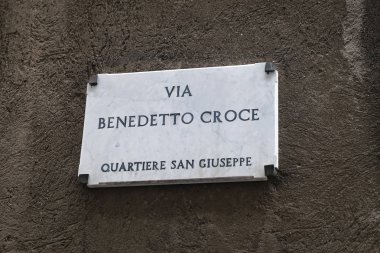 VIA
BENEDETTO CROCE
QUARTIERE SAN GIUSEPPE